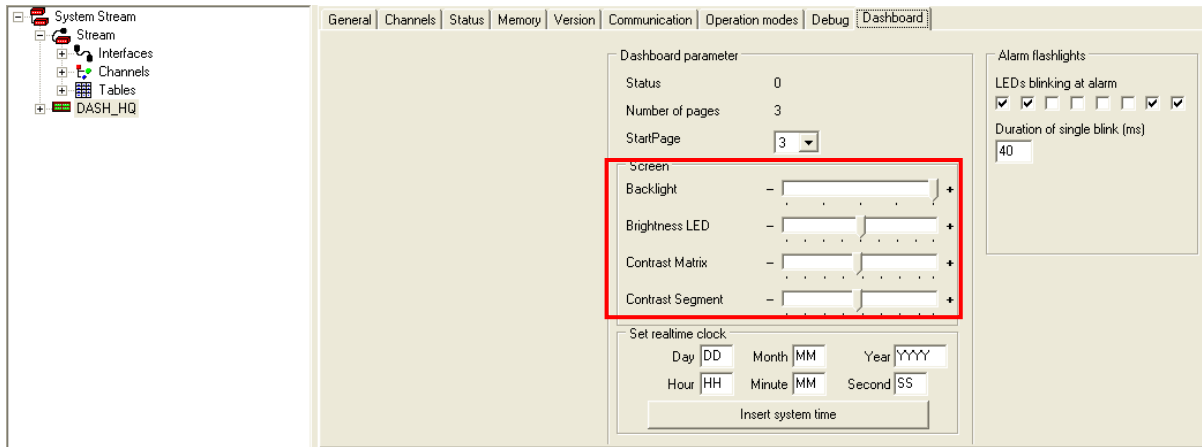 System Stream
Stream
Interfaces
Channels
Tables
DASH_HQ
General Channels Status Memory Version Communication Operation modes Debug Dashboard
Dashboard parameter
Status 0
Number of pages 3
StartPage 3
Screen
Backlight - +
Brightness LED - +
Contrast Matrix - +
Contrast Segment - +
Set realtime clock
Day DD Month MM Year YYYY
Hour HH Minute MM Second SS
Insert system time
Alarm flashlights
LEDs blinking at alarm
Duration of single blink (ms)
40